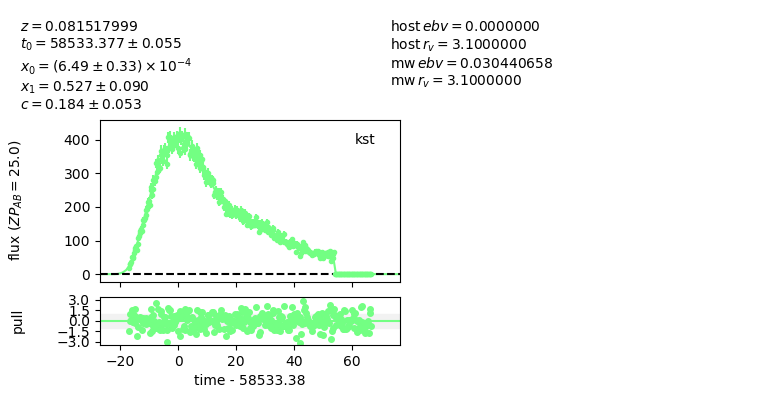 z = 0.081517999
t₀ = 58533.377 ± 0.055
x₀ = (6.49 ± 0.33) × 10⁻⁴
x₁ = 0.527 ± 0.090
c = 0.184 ± 0.053
host ebv = 0.0000000
host r_v = 3.1000000
mw ebv = 0.030440658
mw r_v = 3.1000000
flux (ZP_AB = 25.0)
400
300
200
100
0
kst
pull
3.0
1.5
0.0
−1.5
−3.0
−20 0 20 40 60
time - 58533.38